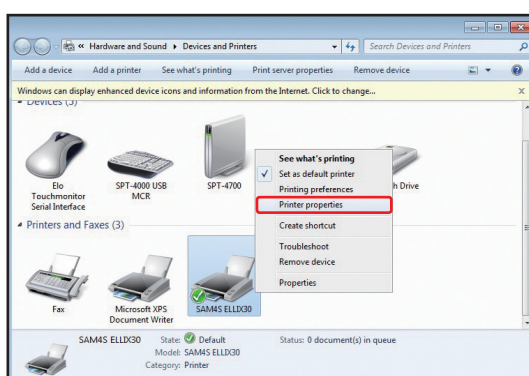 « Hardware and Sound ▸ Devices and Printers
Search Devices and Printers
Add a device Add a printer See what's printing Print server properties Remove device
Windows can display enhanced device icons and information from the Internet. Click to change...
Devices (5)
Elo
Touchmonitor
Serial Interface
SPT-4000 USB
MCR
SPT-4700
h Drive
See what's printing
Set as default printer
Printing preferences
Printer properties
Create shortcut
Troubleshoot
Remove device
Properties
Printers and Faxes (3)
Fax
Microsoft XPS
Document Writer
SAM4S ELLIX30
SAM4S ELLIX30 State: Default Status: 0 document(s) in queue
Model: SAM4S ELLIX30
Category: Printer